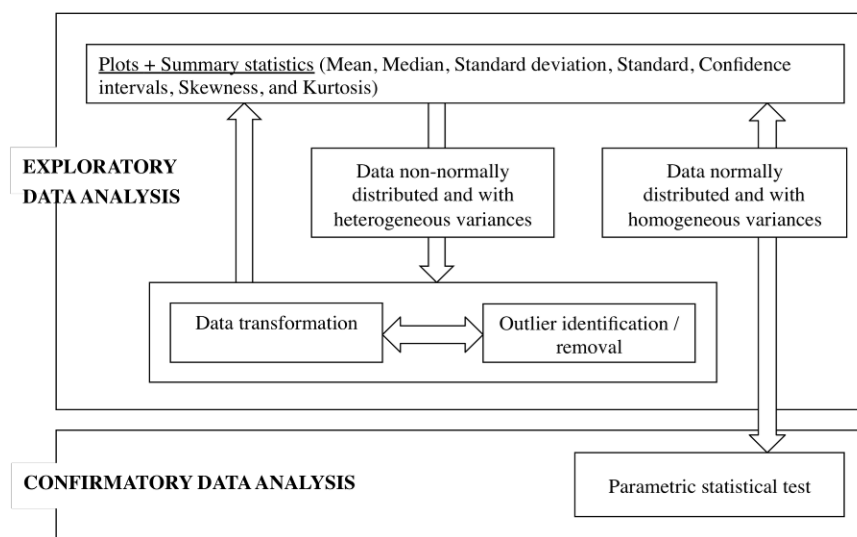 Plots + Summary statistics (Mean, Median, Standard deviation, Standard, Confidence
intervals, Skewness, and Kurtosis)
EXPLORATORY
DATA ANALYSIS
Data non-normally
distributed and with
heterogeneous variances
Data normally
distributed and with
homogeneous variances
Data transformation
Outlier identification /
removal
CONFIRMATORY DATA ANALYSIS
Parametric statistical test